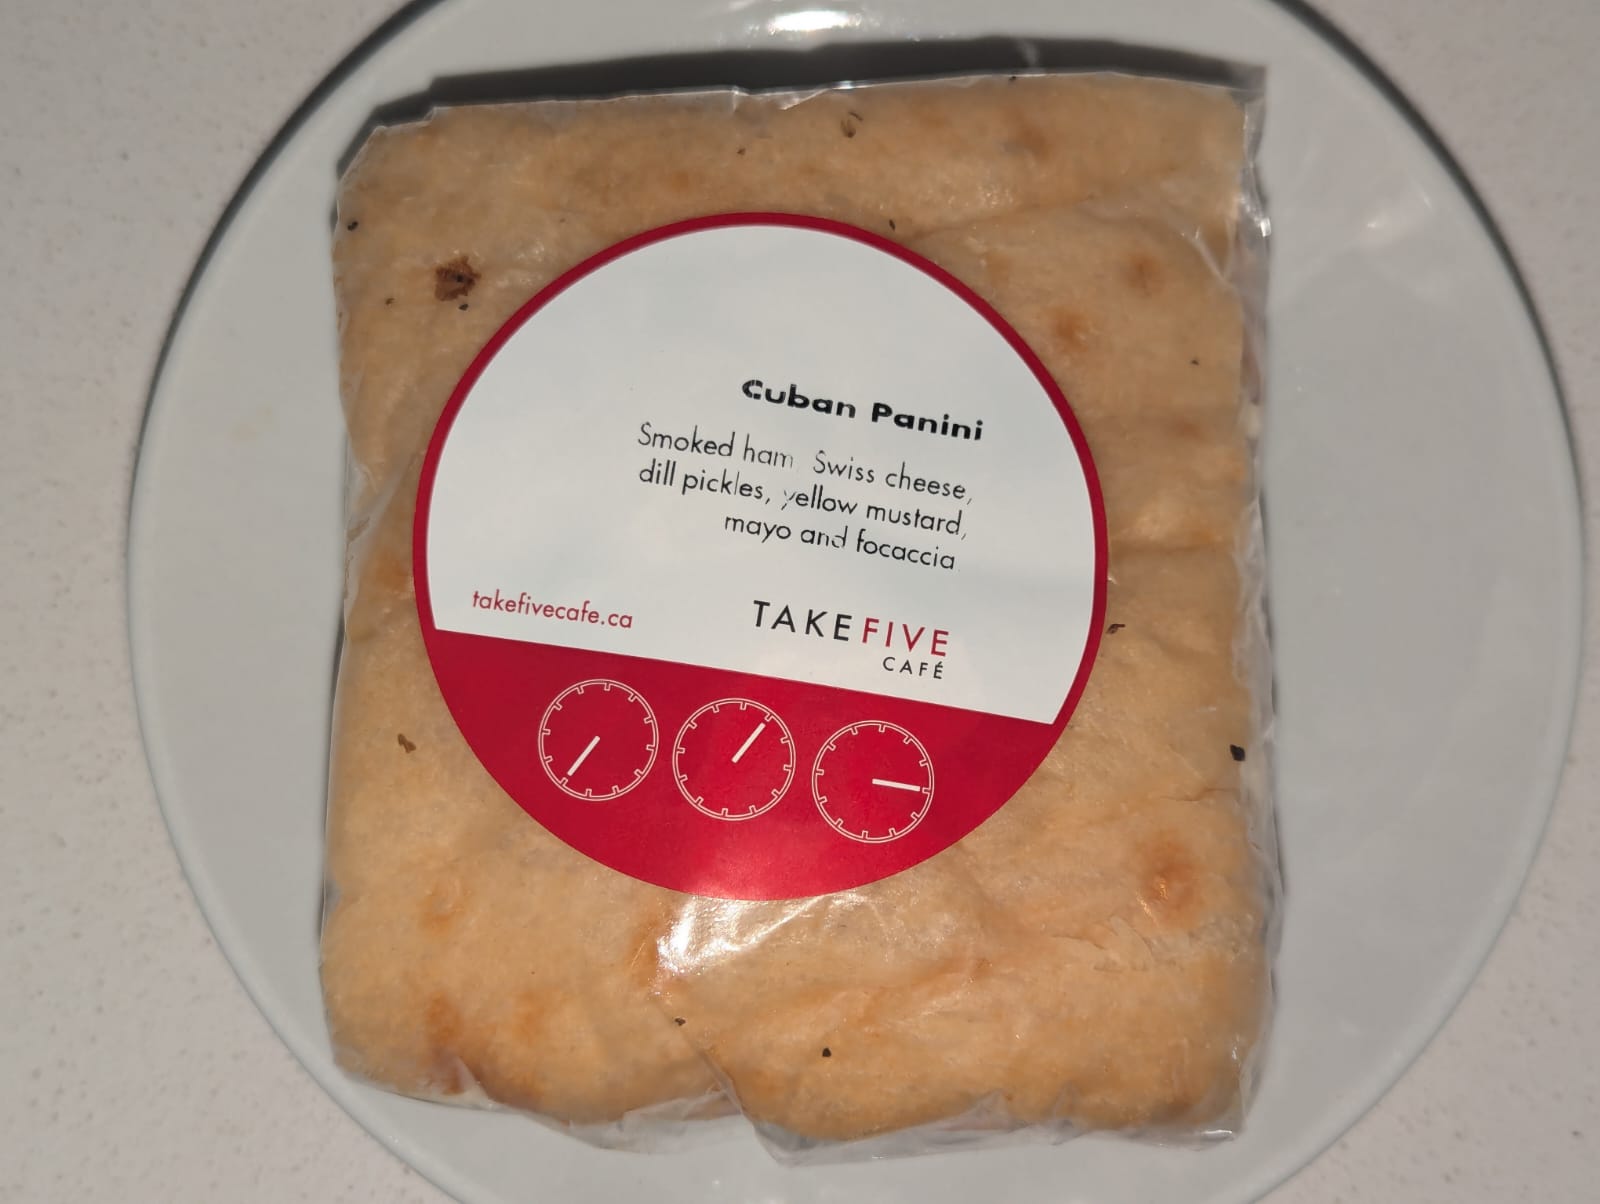 Cuban Panini
Smoked ham, Swiss cheese,
dill pickles, yellow mustard,
mayo and focaccia
takefivecafe.ca
TAKEFIVE
CAFÉ